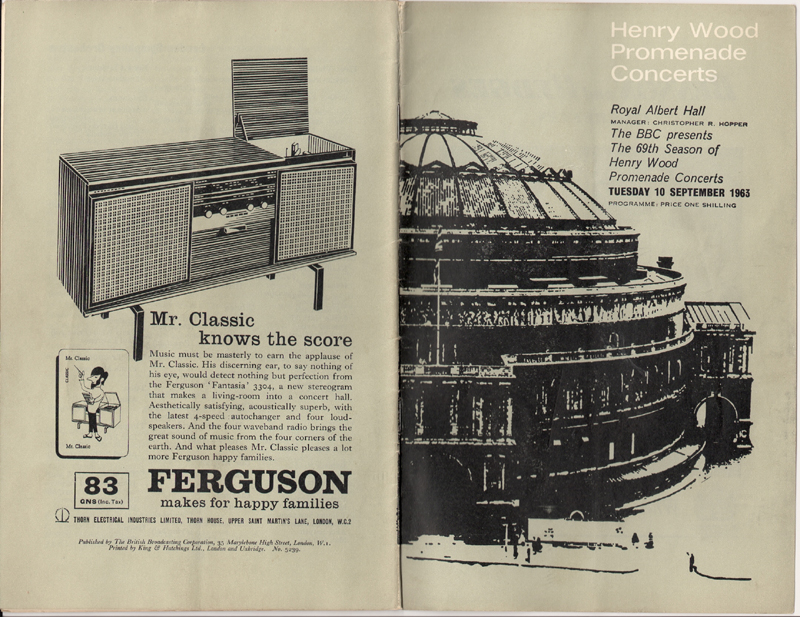 Mr. Classic
knows the score
Music must be masterly to earn the applause of
Mr. Classic. His discerning ear, to say nothing of
his eye, would detect nothing but perfection from
the Ferguson 'Fantasia' 3304, a new stereogram
that makes a living-room into a concert hall.
Aesthetically satisfying, acoustically superb, with
the latest 4-speed autochanger and four loud-
speakers. And the four waveband radio brings the
great sound of music from the four corners of the
earth. And what pleases Mr. Classic pleases a lot
more Ferguson happy families.
Mr. Classic
CLASSIC
Mr. Classic
83
GNS (Inc. Tax)
FERGUSON
makes for happy families
THORN ELECTRICAL INDUSTRIES LIMITED, THORN HOUSE, UPPER SAINT MARTIN'S LANE, LONDON, W.C.2
Published by The British Broadcasting Corporation, 35 Marylebone High Street, London, W.1.
Printed by King & Hutchings Ltd., London and Uxbridge. No. 5239.
Henry Wood
Promenade
Concerts
Royal Albert Hall
MANAGER: CHRISTOPHER R. HOPPER
The BBC presents
The 69th Season of
Henry Wood
Promenade Concerts
TUESDAY 10 SEPTEMBER 1963
PROGRAMME: PRICE ONE SHILLING